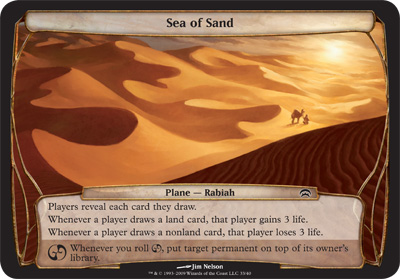 Sea of Sand
Plane — Rabiah
Players reveal each card they draw.
Whenever a player draws a land card, that player gains 3 life.
Whenever a player draws a nonland card, that player loses 3 life.
Whenever you roll , put target permanent on top of its owner's
library.
Jim Nelson
™ & © 1993-2009 Wizards of the Coast LLC 33/40